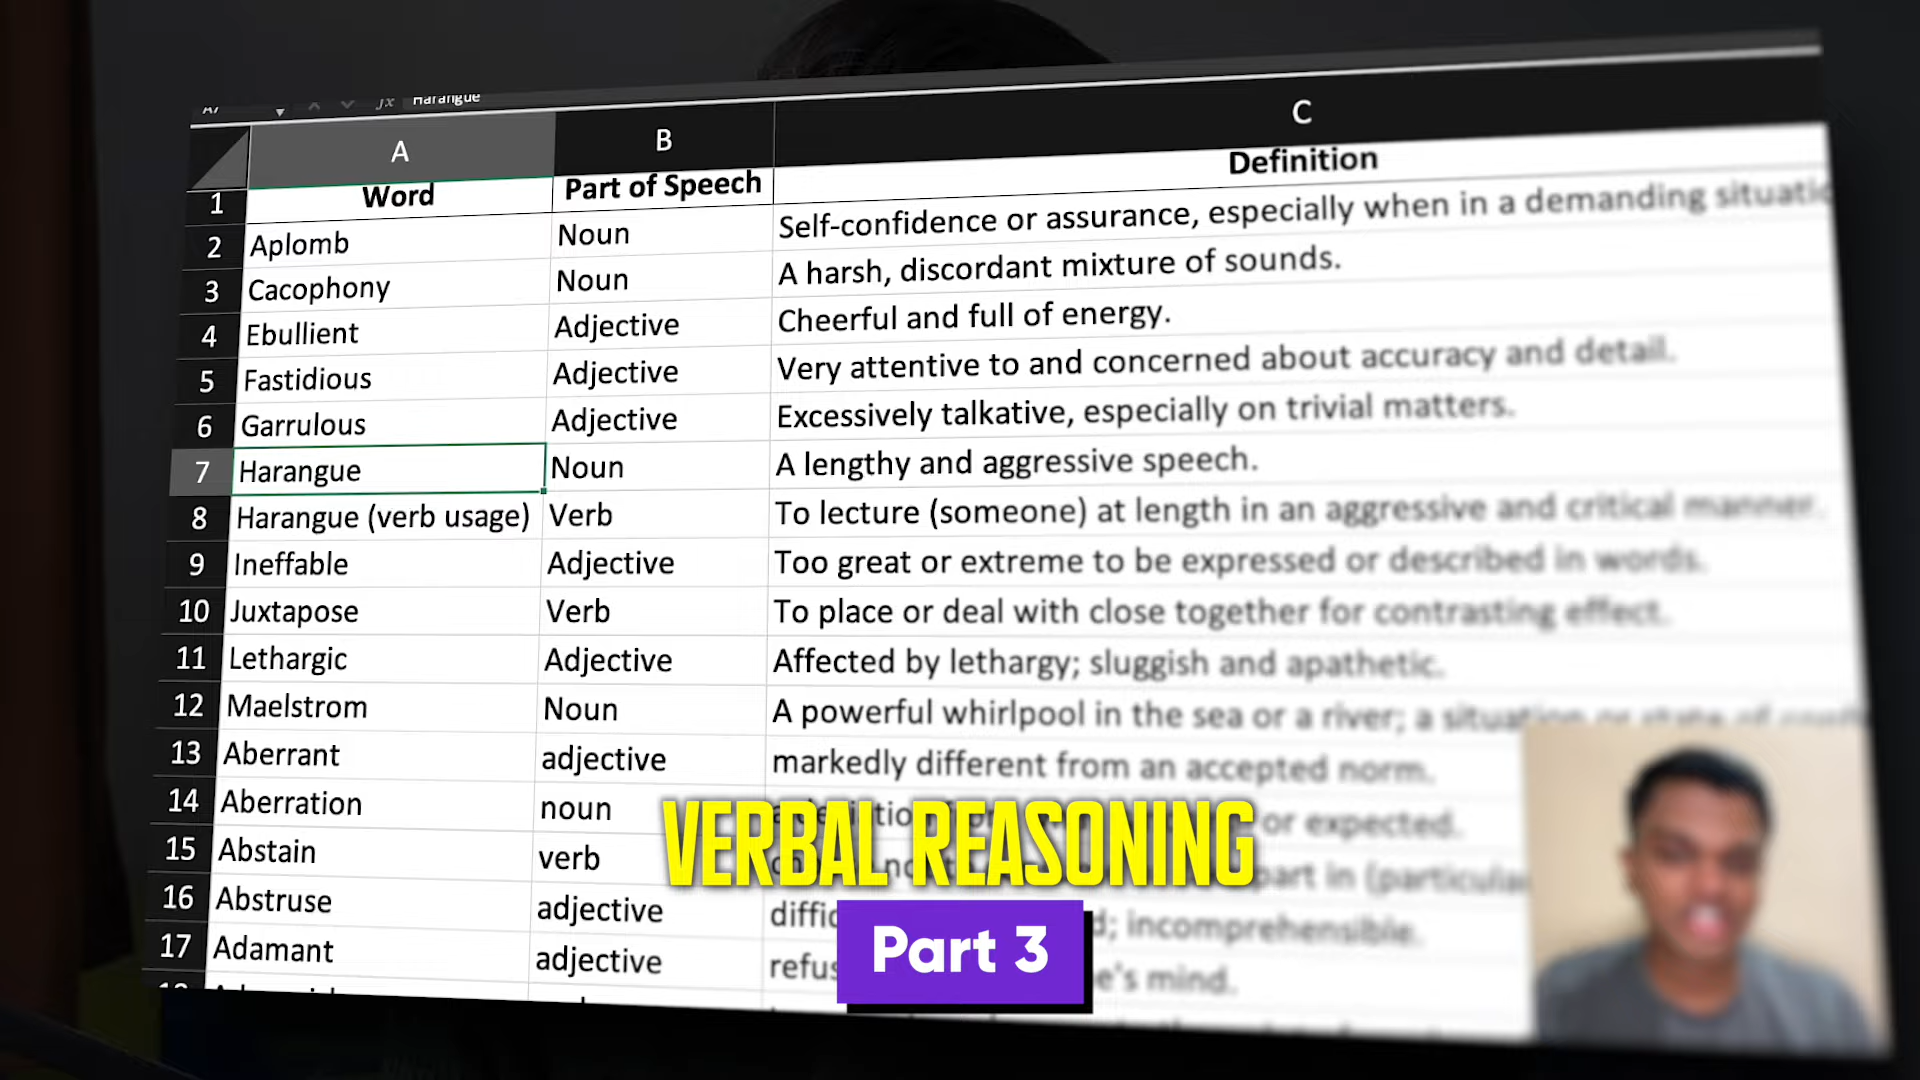 fx Harangue
A B C
Word Part of Speech Definition
1
2 Aplomb Noun Self-confidence or assurance, especially when in a demanding
3 Cacophony Noun A harsh, discordant mixture of sounds.
4 Ebullient Adjective Cheerful and full of energy.
5 Fastidious Adjective Very attentive to and concerned about accuracy and detail.
6 Garrulous Adjective Excessively talkative, especially on trivial matters.
7 Harangue Noun A lengthy and aggressive speech.
8 Harangue (verb usage) Verb To lecture (someone) at length in an aggressive and critical manner.
9 Ineffable Adjective Too great or extreme to be expressed or described in words.
10 Juxtapose Verb To place or deal with close together for contrasting effect.
11 Lethargic Adjective Affected by lethargy; sluggish and apathetic.
12 Maelstrom Noun A powerful whirlpool in the sea or a river; a situation or state of
13 Aberrant adjective markedly different from an accepted norm.
14 Aberration noun or expected.
15 Abstain verb part in
16 Abstruse adjective incomprehensible.
17 Adamant adjective mind.
VERBAL REASONING
Part 3